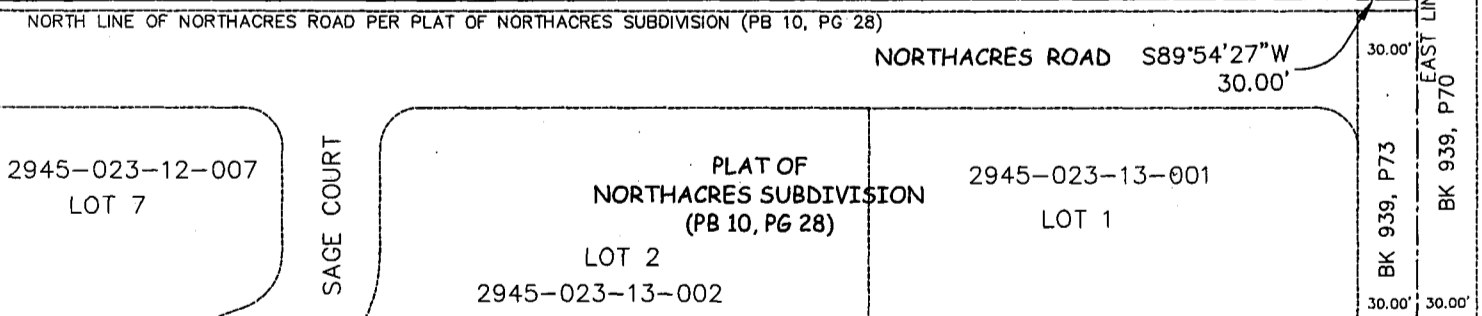 NORTH LINE OF NORTHACRES ROAD PER PLAT OF NORTHACRES SUBDIVISION (PB 10, PG 28)
NORTHACRES ROAD S89°54'27"W
30.00'
30.00'
EAST LIN
BK 939, P70
2945-023-12-007
LOT 7
SAGE COURT
PLAT OF
NORTHACRES SUBDIVISION
(PB 10, PG 28)
LOT 2
2945-023-13-002
2945-023-13-001
LOT 1
BK 939, P73
30.00'
30.00'